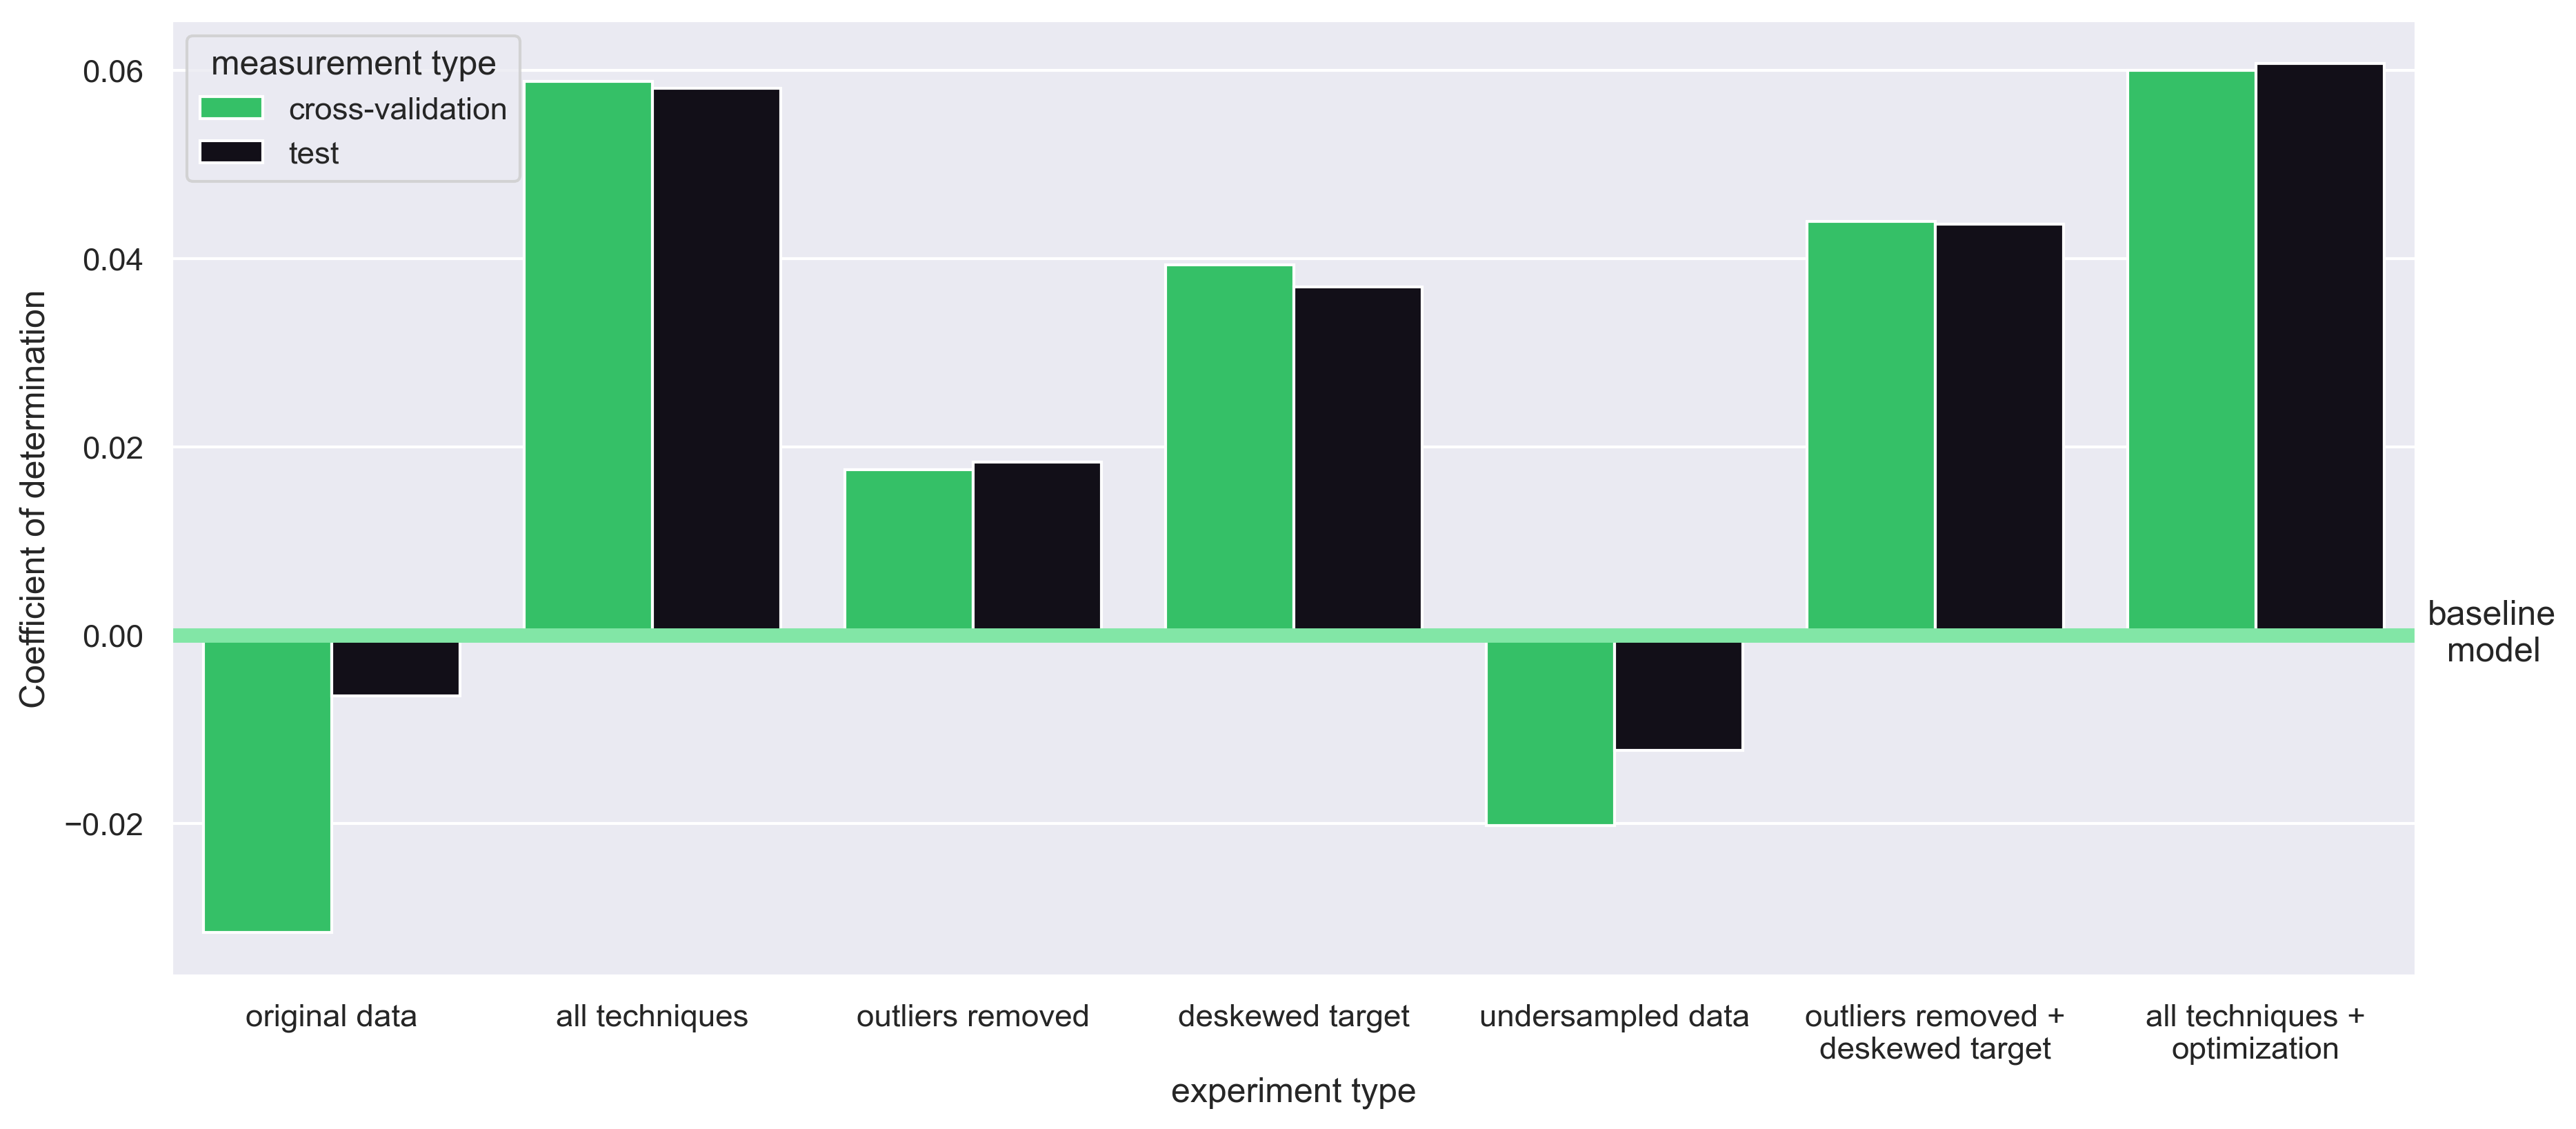 measurement type
cross-validation
test
0.06
0.04
0.02
0.00
−0.02
Coefficient of determination
baseline
model
original data
all techniques
outliers removed
deskewed target
undersampled data
outliers removed +
deskewed target
all techniques +
optimization
experiment type